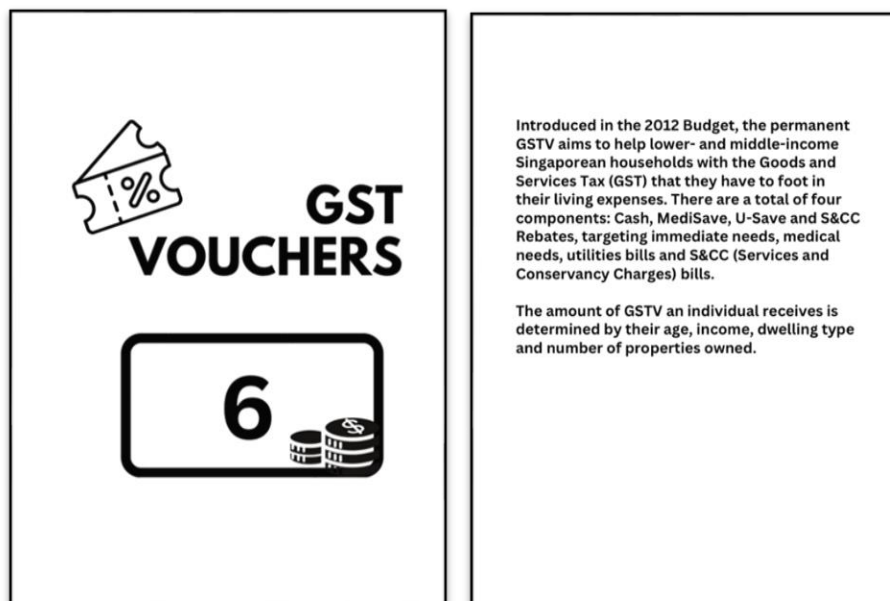 GST
VOUCHERS
6
Introduced in the 2012 Budget, the permanent
GSTV aims to help lower- and middle-income
Singaporean households with the Goods and
Services Tax (GST) that they have to foot in
their living expenses. There are a total of four
components: Cash, MediSave, U-Save and S&CC
Rebates, targeting immediate needs, medical
needs, utilities bills and S&CC (Services and
Conservancy Charges) bills.
The amount of GSTV an individual receives is
determined by their age, income, dwelling type
and number of properties owned.